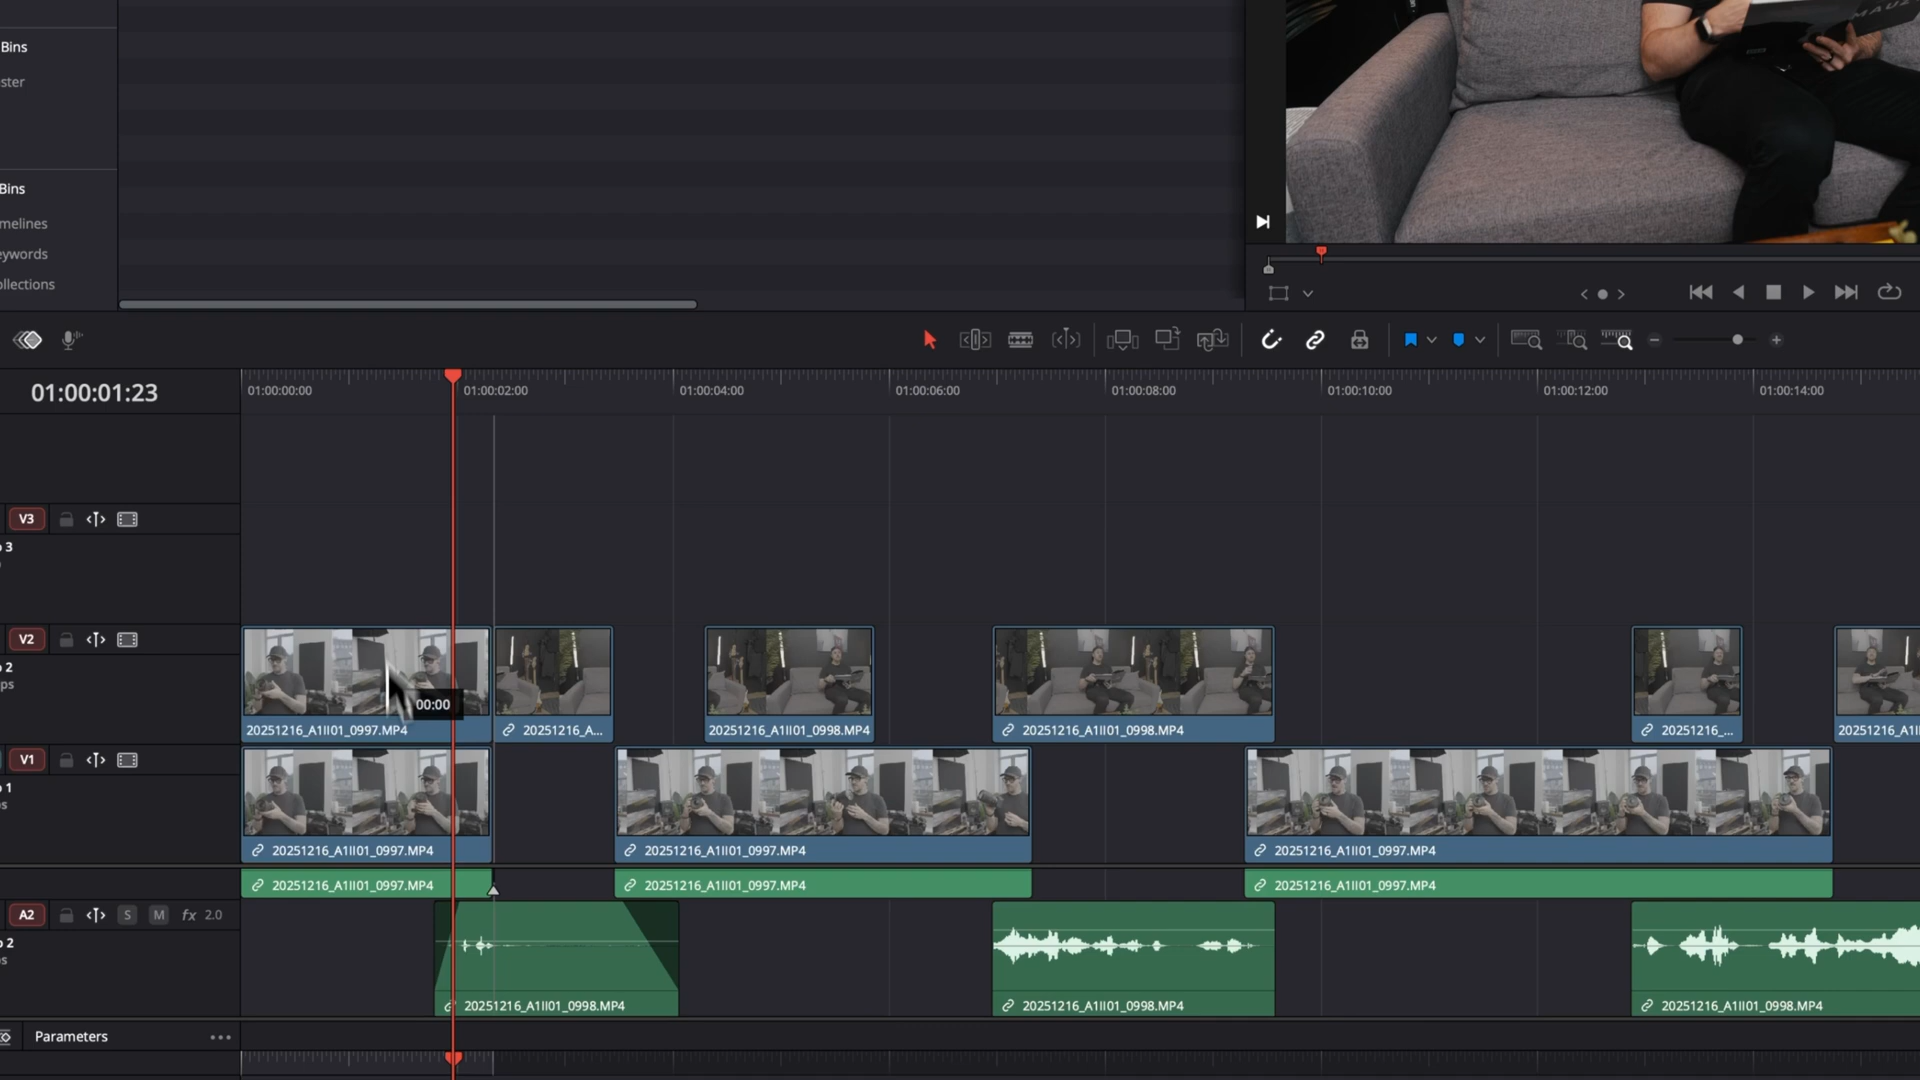 Bins
ster
Bins
melines
eywords
ollections
MAUE
01:00:01:23
01:00:00:00
01:00:02:00
01:00:04:00
01:00:06:00
01:00:08:00
01:00:10:00
01:00:12:00
01:00:14:00
V3
o 3
V2
o 2
ps
00:00
20251216_A1II01_0997.MP4
20251216_A...
20251216_A1II01_0998.MP4
20251216_A1II01_0998.MP4
20251216_...
20251216_A1II
V1
o 1
s
20251216_A1II01_0997.MP4
20251216_A1II01_0997.MP4
20251216_A1II01_0997.MP4
20251216_A1II01_0997.MP4
20251216_A1II01_0997.MP4
20251216_A1II01_0997.MP4
A2
S
M
fx
2.0
o 2
s
20251216_A1II01_0998.MP4
20251216_A1II01_0998.MP4
20251216_A1II01_0998.MP4
Parameters